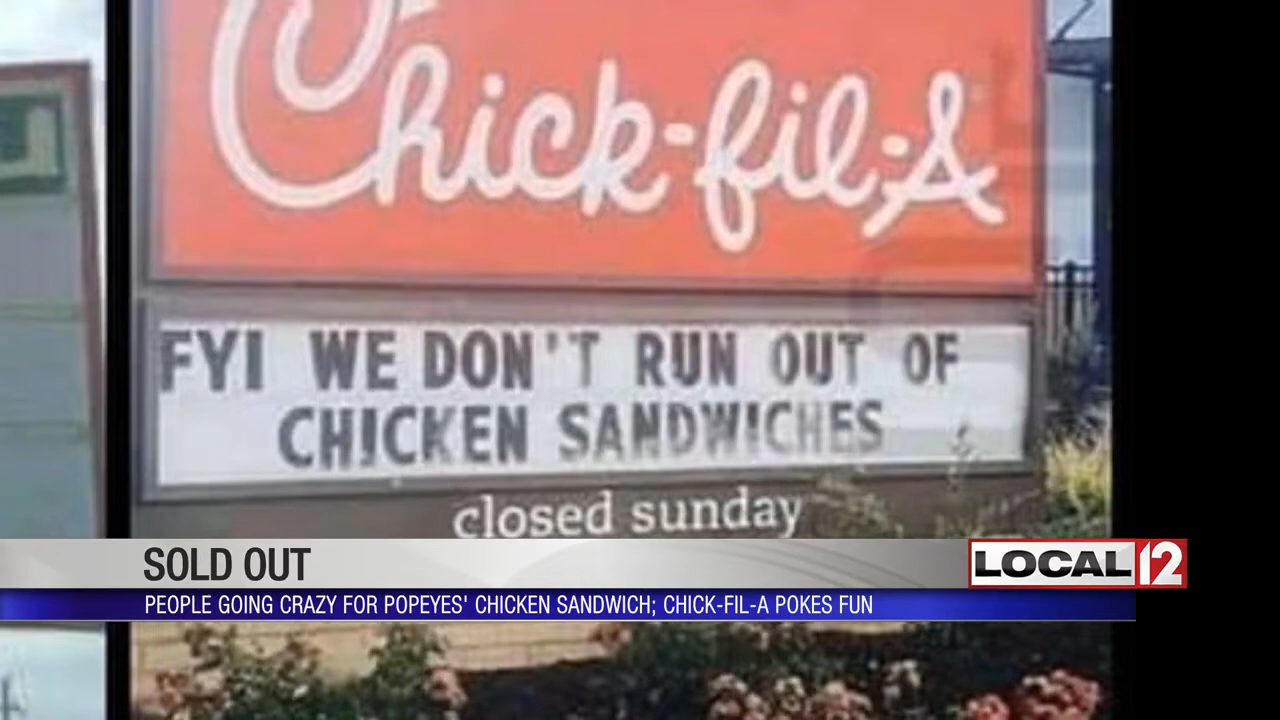 Chick-fil-A
FYI WE DON'T RUN OUT OF
CHICKEN SANDWICHES
closed sunday
SOLD OUT
LOCAL 12
PEOPLE GOING CRAZY FOR POPEYES' CHICKEN SANDWICH; CHICK-FIL-A POKES FUN